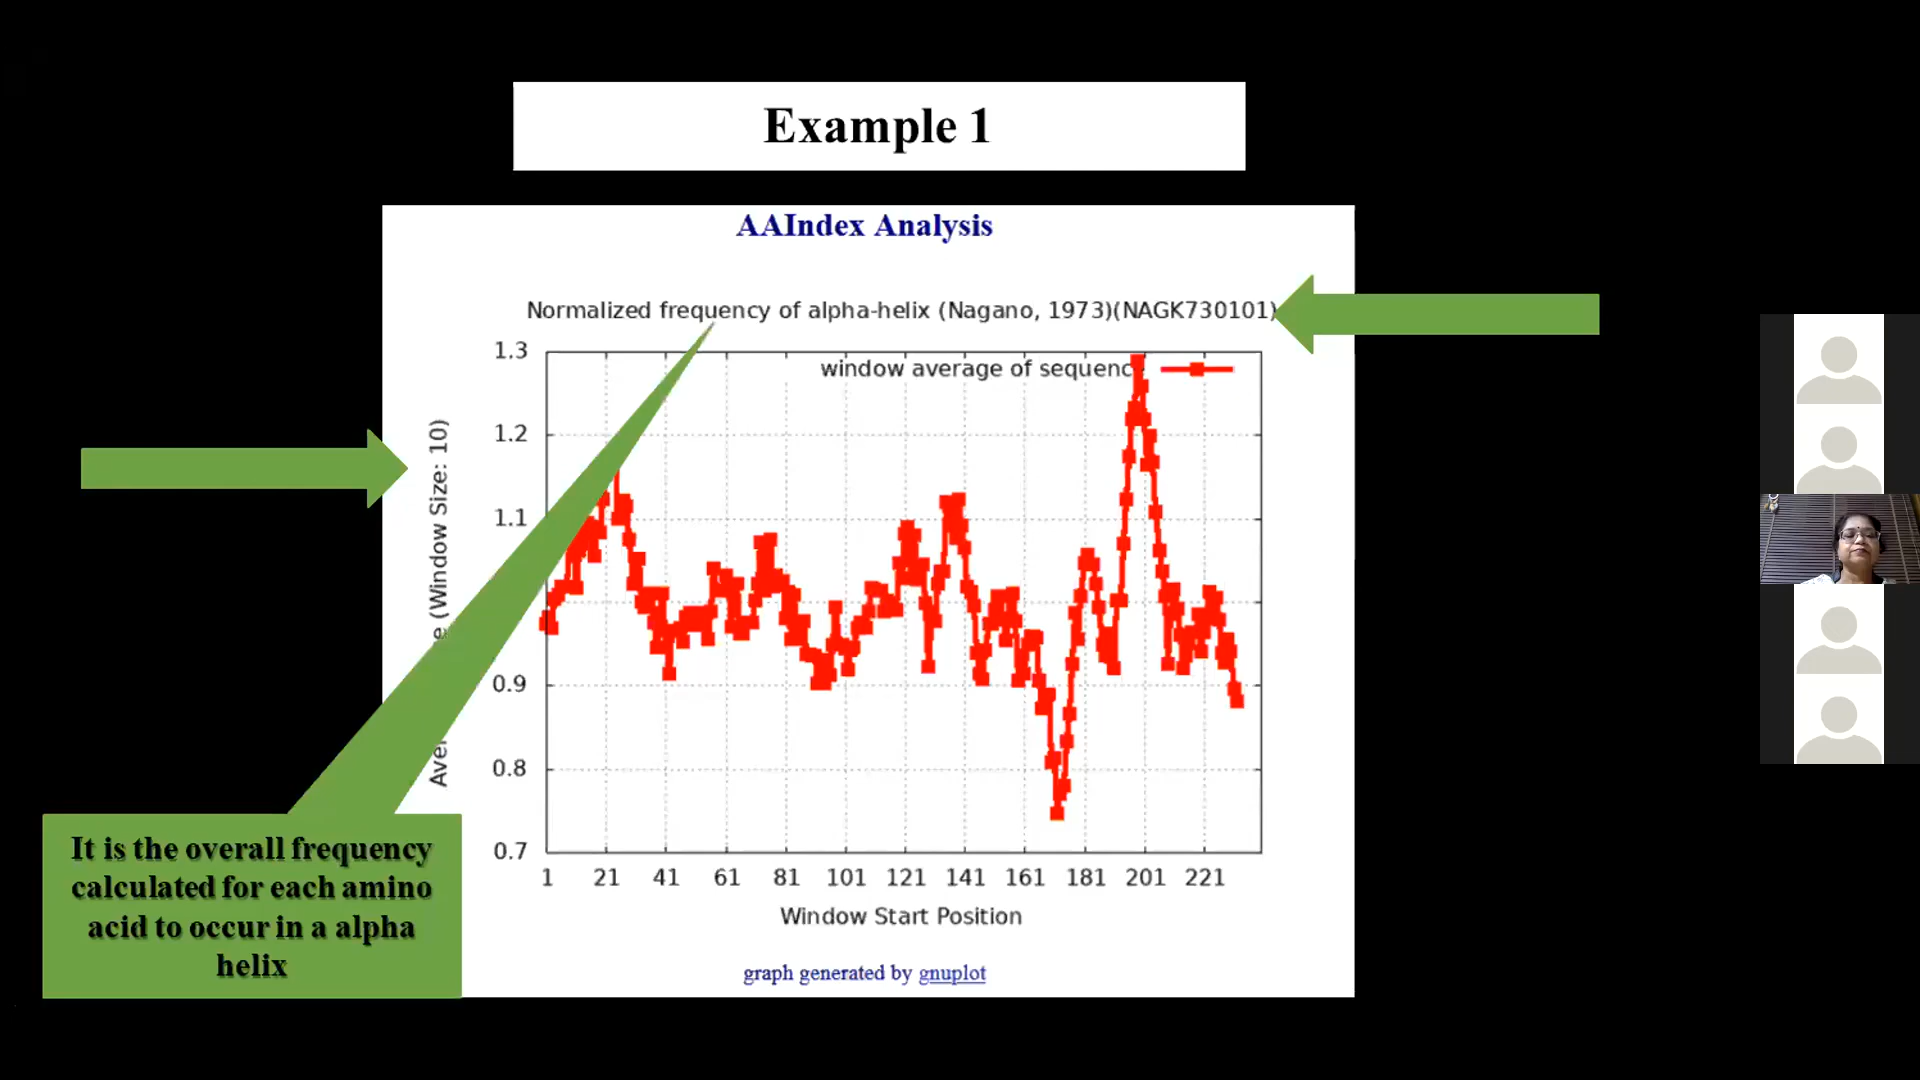 Example 1
AAIndex Analysis
Normalized frequency of alpha-helix (Nagano, 1973)(NAGK730101)
window average of sequence
1.3
1.2
1.1
0.9
0.8
0.7
(Window Size: 10)
1 21 41 61 81 101 121 141 161 181 201 221
Window Start Position
graph generated by gnuplot
It is the overall frequency
calculated for each amino
acid to occur in a alpha
helix